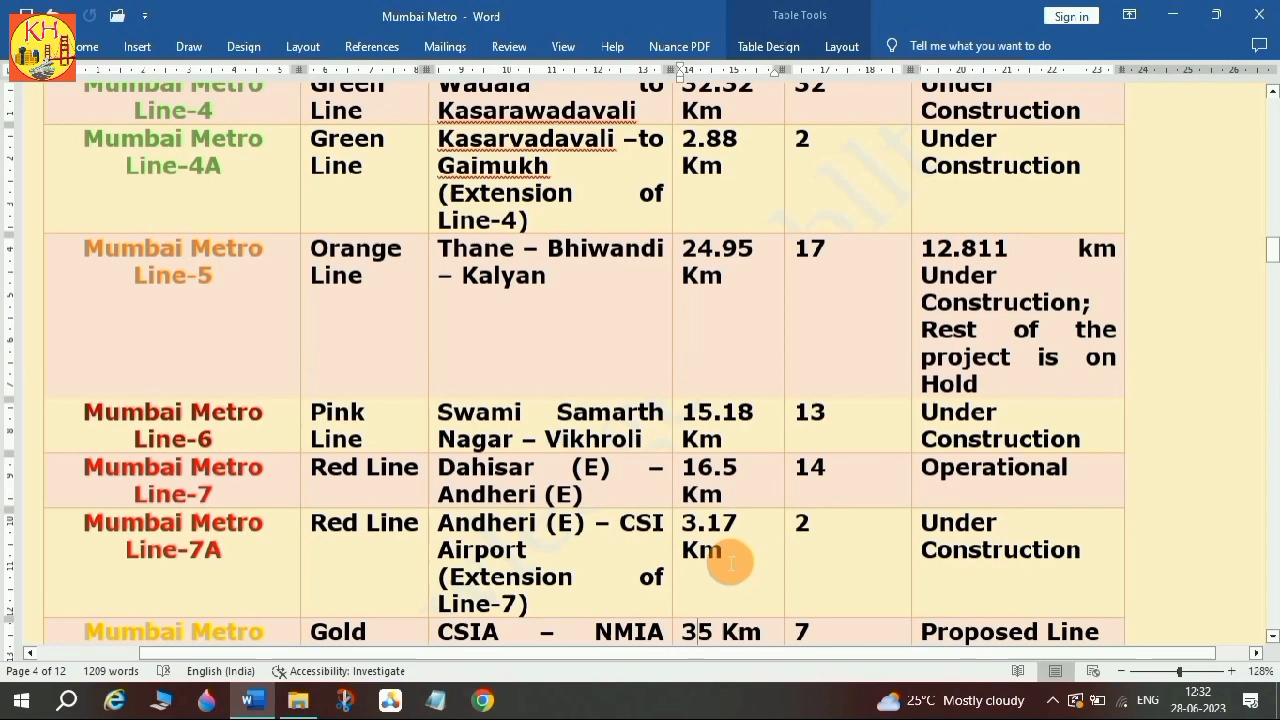 KH
Mumbai Metro - Word
Table Tools
Sign in
ome Insert Draw Design Layout References Mailings Review View Help Nuance PDF Table Design Layout Tell me what you want to do
Mumbai Metro Green Wadala to 32.32 32 Under
Line-4 Line Kasarawadavali Km Construction
Mumbai Metro Green Kasarvadavali –to 2.88 2 Under
Line-4A Line Gaimukh Km Construction
(Extension of
Line-4)
Mumbai Metro Orange Thane – Bhiwandi 24.95 17 12.811 km
Line-5 Line – Kalyan Km Under
Construction;
Rest of the
project is on
Hold
Mumbai Metro Pink Swami Samarth 15.18 13 Under
Line-6 Line Nagar – Vikhroli Km Construction
Mumbai Metro Red Line Dahisar (E) – 16.5 14 Operational
Line-7 Andheri (E) Km
Mumbai Metro Red Line Andheri (E) – CSI 3.17 2 Under
Line-7A Airport Km Construction
(Extension of
Line-7)
Mumbai Metro Gold CSIA – NMIA 35 Km 7 Proposed Line
Page 4 of 12 1209 words English (India) Accessibility: Investigate 128%
25°C Mostly cloudy ENG 12:32
28-06-2023